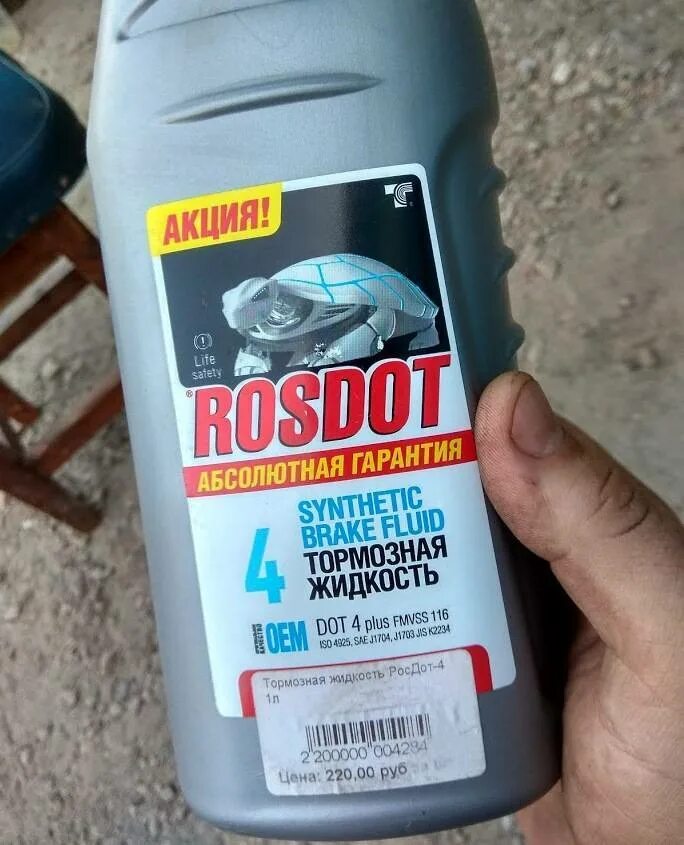 АКЦИЯ!
Life
safety
ROSDOT
®
АБСОЛЮТНАЯ ГАРАНТИЯ
4
SYNTHETIC
BRAKE FLUID
ТОРМОЗНАЯ
ЖИДКОСТЬ
OEM
DOT 4 plus FMVSS 116
ISO 4925, SAE J1704, J1703 JIS K2234
Тормозная жидкость РосДот-4
1л
2 200000 004284
Цена: 220,00 руб за